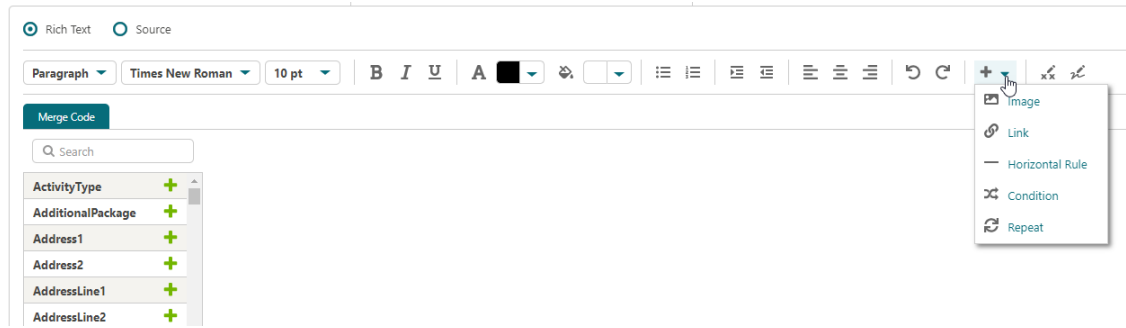 Rich Text Source
Paragraph Times New Roman 10 pt B I U A
Merge Code
Image
Link
Horizontal Rule
Condition
Repeat
Search
ActivityType
AdditionalPackage
Address1
Address2
AddressLine1
AddressLine2